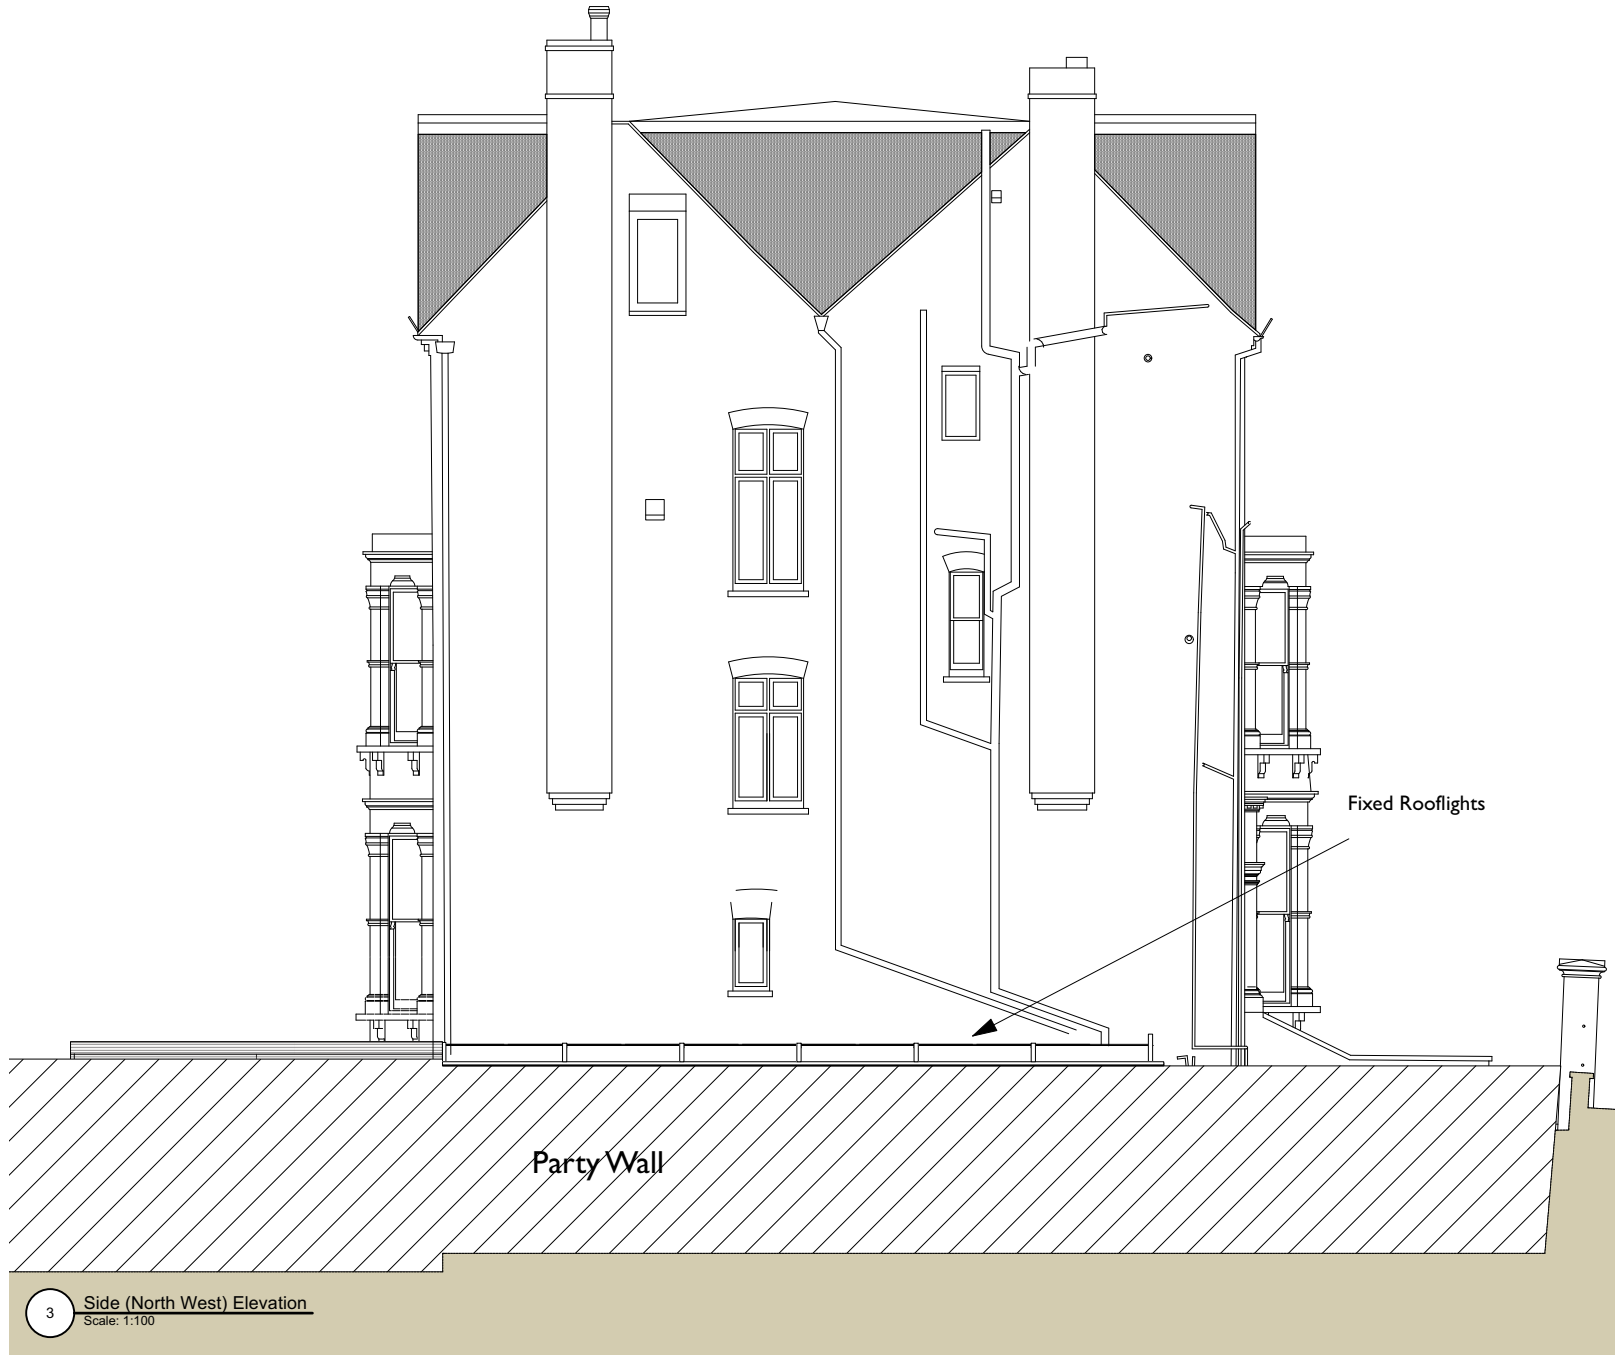 Fixed Rooflights
Party Wall
3
Side (North West) Elevation
Scale: 1:100